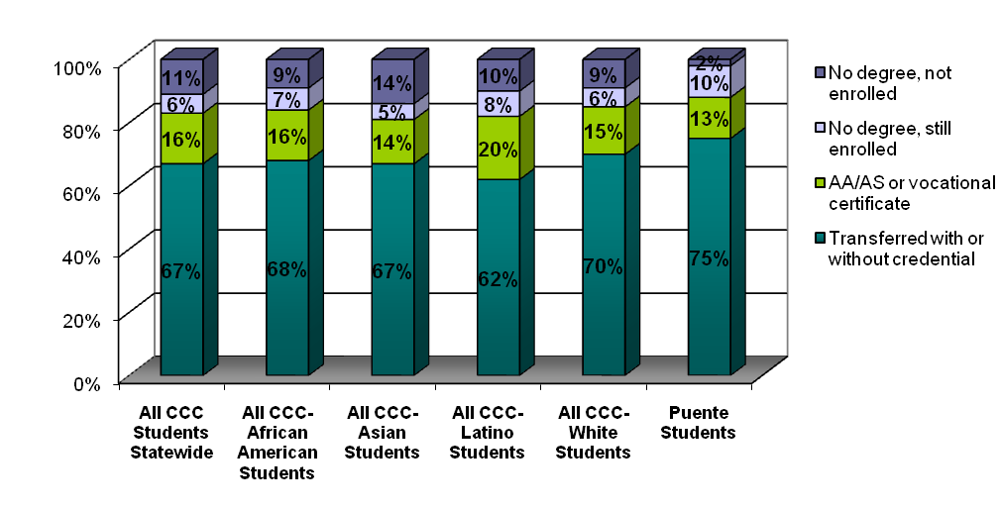 100%
80%
60%
40%
20%
0%
11%
6%
16%
67%
9%
7%
16%
68%
14%
5%
14%
67%
10%
8%
20%
62%
9%
6%
15%
70%
2%
10%
13%
75%
All CCC
Students
Statewide
All CCC-
African
American
Students
All CCC-
Asian
Students
All CCC-
Latino
Students
All CCC-
White
Students
Puente
Students
No degree, not
enrolled
No degree, still
enrolled
AA/AS or vocational
certificate
Transferred with or
without credential